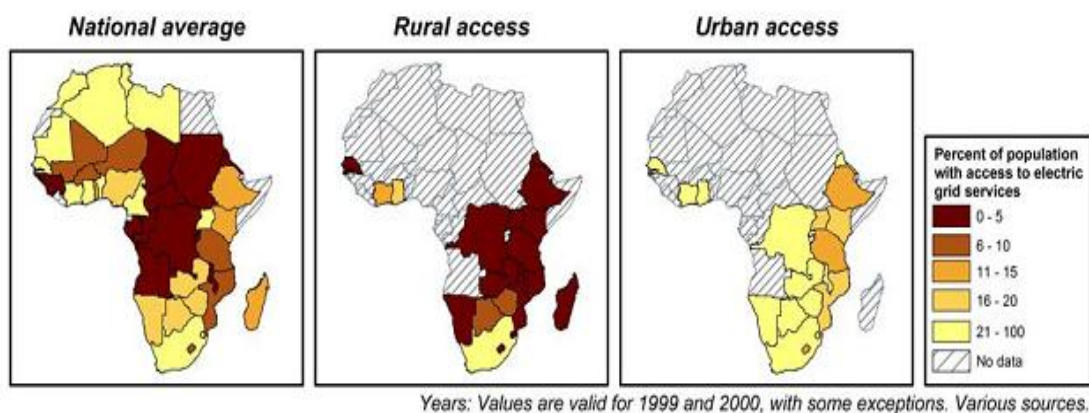 National average
Rural access
Urban access
Percent of population
with access to electric
grid services
0 - 5
6 - 10
11 - 15
16 - 20
21 - 100
No data
Years: Values are valid for 1999 and 2000, with some exceptions. Various sources.